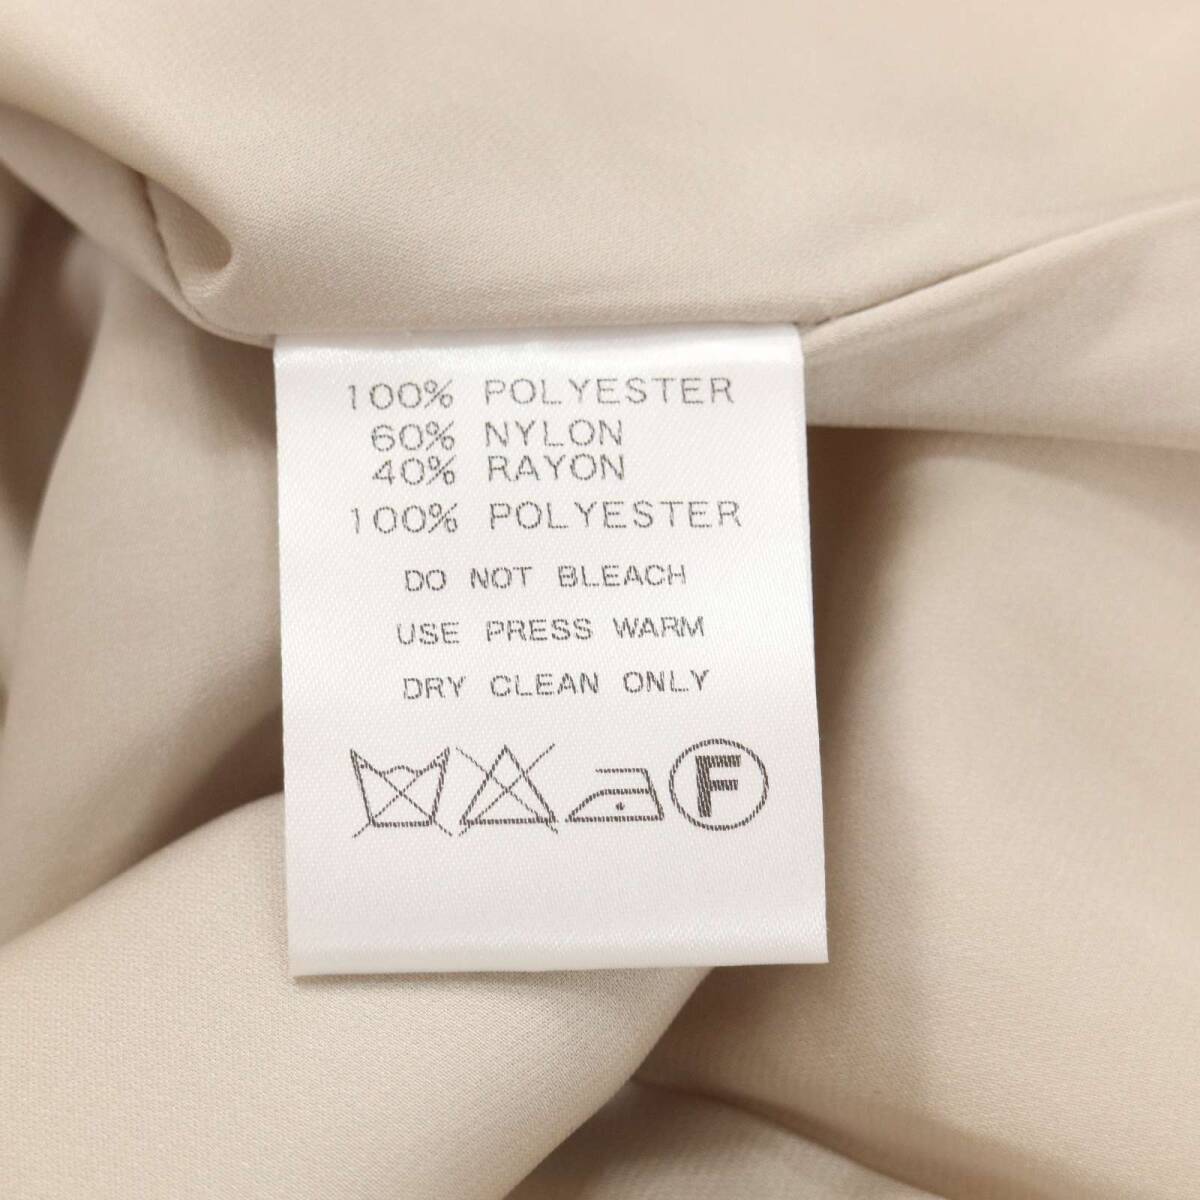 100% POLYESTER
60% NYLON
40% RAYON
100% POLYESTER
DO NOT BLEACH
USE PRESS WARM
DRY CLEAN ONLY
F